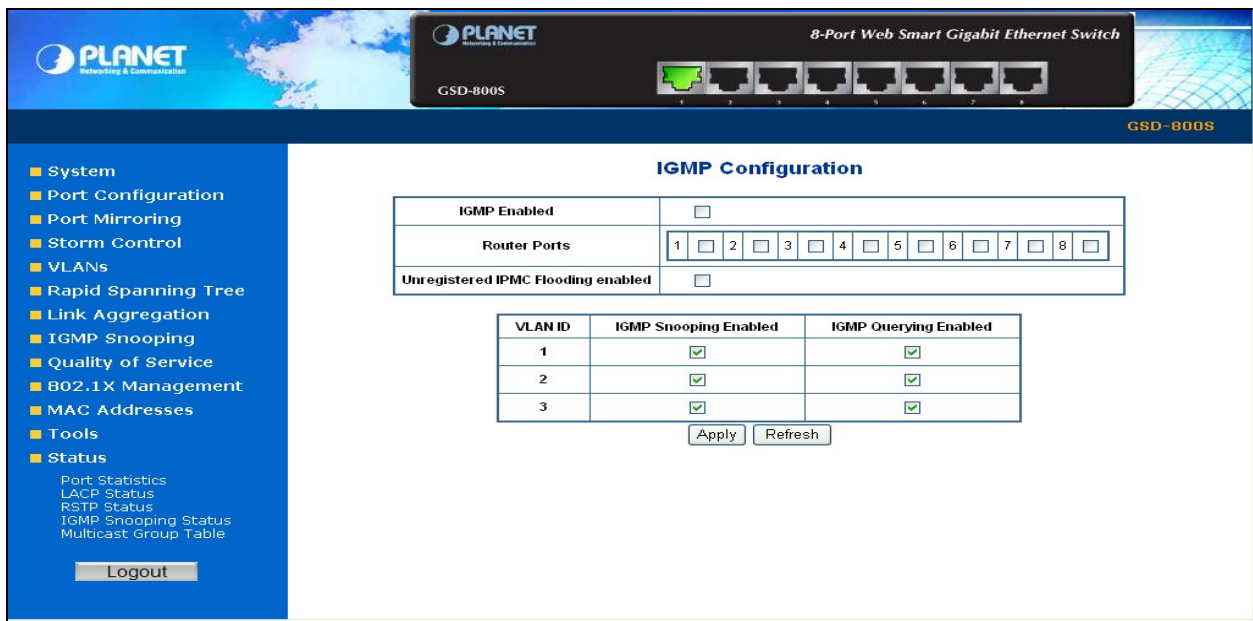 PLANET
Networking & Communication
PLANET
Networking & Communication
8-Port Web Smart Gigabit Ethernet Switch
GSD-800S
1 2 3 4 5 6 7 8
GSD-800S
System
Port Configuration
Port Mirroring
Storm Control
VLANs
Rapid Spanning Tree
Link Aggregation
IGMP Snooping
Quality of Service
802.1X Management
MAC Addresses
Tools
Status
Port Statistics
LACP Status
RSTP Status
IGMP Snooping Status
Multicast Group Table
Logout
IGMP Configuration
IGMP Enabled
Router Ports 1 2 3 4 5 6 7 8
Unregistered IPMC Flooding enabled
VLAN ID IGMP Snooping Enabled IGMP Querying Enabled
1
2
3
Apply Refresh